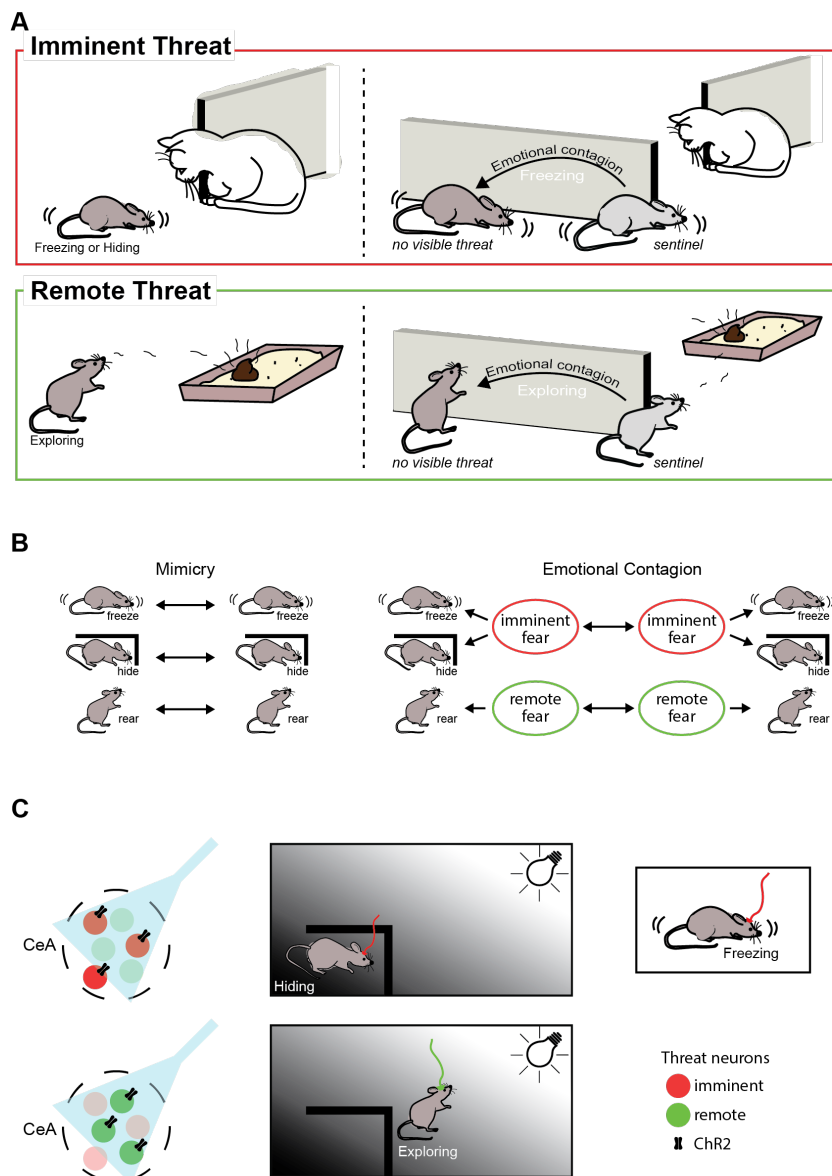 A
Imminent Threat
Freezing or Hiding
Emotional contagion
Freezing
no visible threat
sentinel
Remote Threat
Exploring
Emotional contagion
Exploring
no visible threat
sentinel
B
Mimicry
Emotional Contagion
freeze
freeze
freeze
imminent
fear
imminent
fear
freeze
hide
hide
hide
hide
rear
rear
rear
remote
fear
remote
fear
rear
C
CeA
Hiding
Freezing
CeA
Exploring
Threat neurons
imminent
remote
ChR2